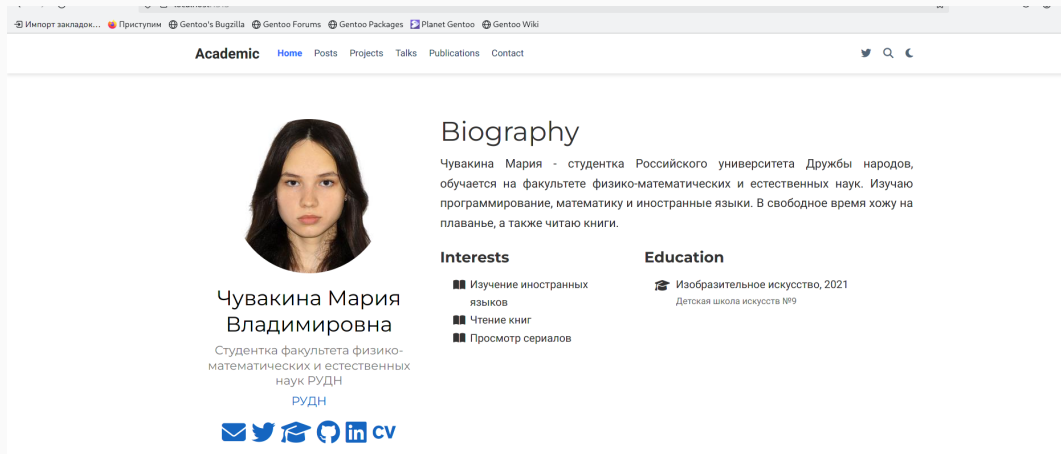 Импорт закладок... Приступим Gentoo's Bugzilla Gentoo Forums Gentoo Packages Planet Gentoo Gentoo Wiki
Academic Home Posts Projects Talks Publications Contact
Biography
Чувакина Мария - студентка Российского университета Дружбы народов,
обучается на факультете физико-математических и естественных наук. Изучаю
программирование, математику и иностранные языки. В свободное время хожу на
плаванье, а также читаю книги.
Interests
Изучение иностранных
языков
Чтение книг
Просмотр сериалов
Education
Изобразительное искусство, 2021
Детская школа искусств №9
Чувакина Мария
Владимировна
Студентка факультета физико-
математических и естественных
наук РУДН
РУДН
CV